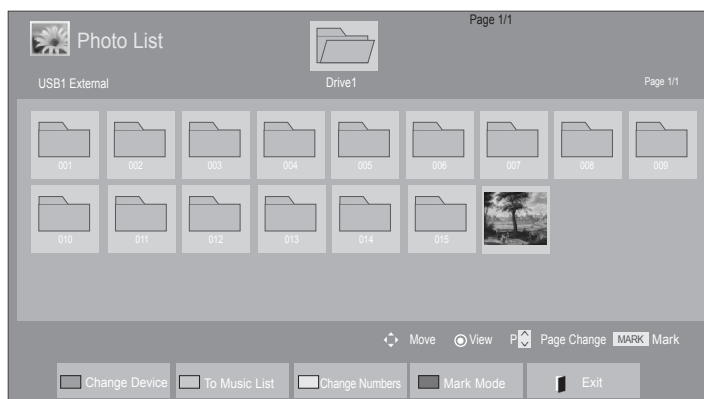 Page 1/1
Photo List
USB1 External
Drive1
Page 1/1
001 002 003 004 005 006 007 008 009
010 011 012 013 014 015
Move View P Page Change MARK Mark
Change Device To Music List Change Numbers Mark Mode Exit